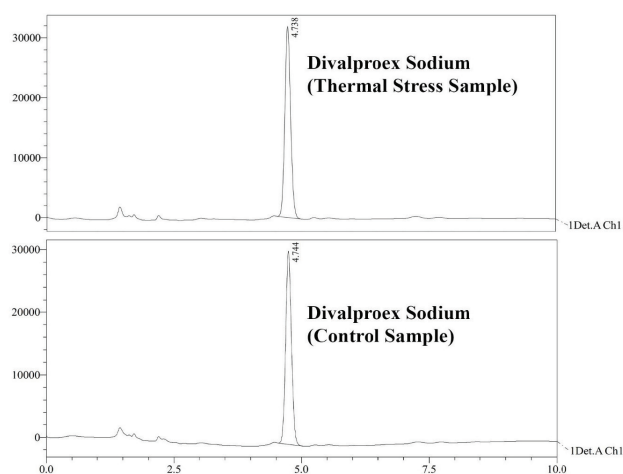 30000
20000
10000
0
4.738
Divalproex Sodium
(Thermal Stress Sample)
1Det.A Ch1
30000
20000
10000
0
4.744
Divalproex Sodium
(Control Sample)
1Det.A Ch1
0.0 2.5 5.0 7.5 10.0